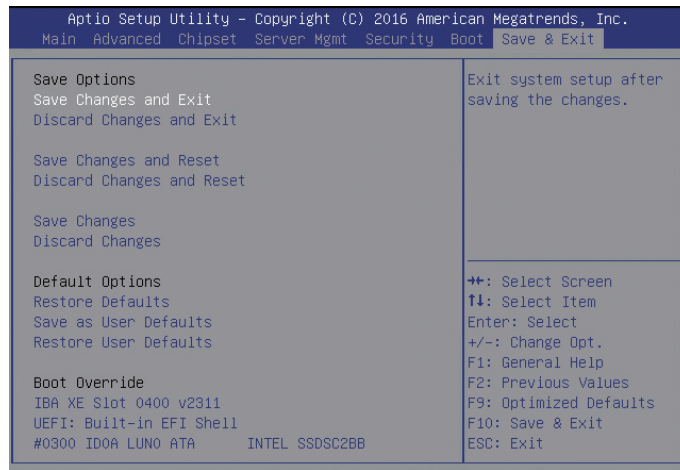 Aptio Setup Utility – Copyright (C) 2016 American Megatrends, Inc.
Main Advanced Chipset Server Mgmt Security Boot Save & Exit
Save Options
Save Changes and Exit
Discard Changes and Exit
Save Changes and Reset
Discard Changes and Reset
Save Changes
Discard Changes
Default Options
Restore Defaults
Save as User Defaults
Restore User Defaults
Boot Override
IBA XE Slot 0400 v2311
UEFI: Built-in EFI Shell
#0300 ID0A LUN0 ATA INTEL SSDSC2BB
Exit system setup after
saving the changes.
→←: Select Screen
↑↓: Select Item
Enter: Select
+/-: Change Opt.
F1: General Help
F2: Previous Values
F9: Optimized Defaults
F10: Save & Exit
ESC: Exit